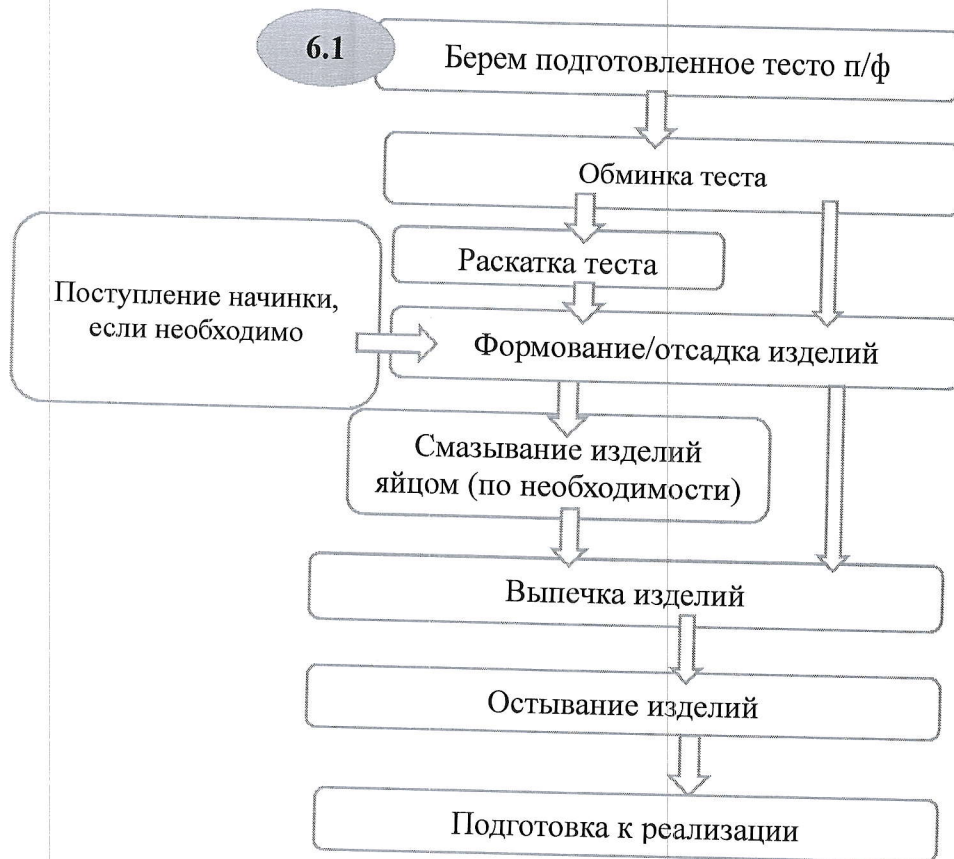 6.1
Берем подготовленное тесто п/ф
Обминка теста
Раскатка теста
Поступление начинки,
если необходимо
Формование/отсадка изделий
Смазывание изделий
яйцом (по необходимости)
Выпечка изделий
Остывание изделий
Подготовка к реализации